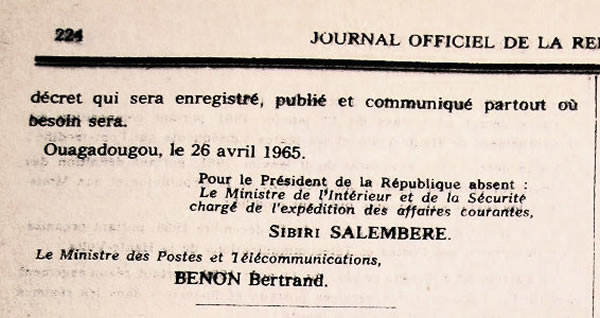 224
JOURNAL OFFICIEL DE LA RE
décret qui sera enregistré, publié et communiqué partout où
besoin sera.
Ouagadougou, le 26 avril 1965.
Pour le Président de la République absent :
Le Ministre de l'Intérieur et de la Sécurité
chargé de l'expédition des affaires courantes,
SIBIRI SALEMBERE.
Le Ministre des Postes et Télécommunications,
BENON Bertrand.